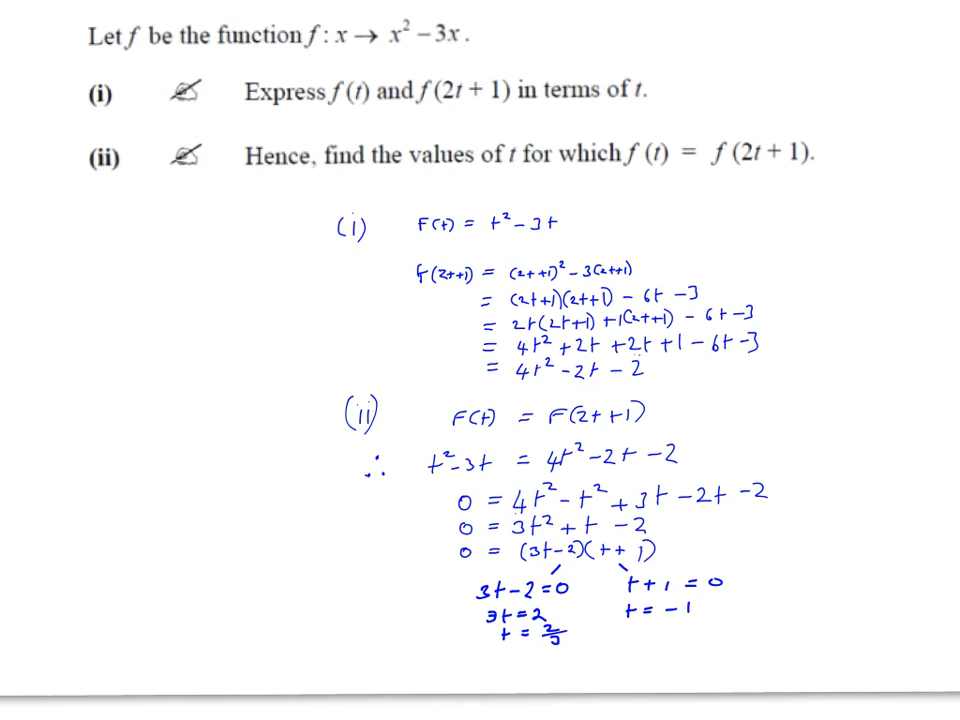 Let f be the function f : x → x² – 3x.
(i) Express f (t) and f (2t + 1) in terms of t.
(ii) Hence, find the values of t for which f (t) = f (2t + 1).
(i) F(t) = t² - 3t
f(2t+1) = (2t+1)² - 3(2t+1)
= (2t+1)(2t+1) - 6t - 3
= 2t(2t+1) +1(2t+1) - 6t - 3
= 4t² + 2t + 2t + 1 - 6t - 3
= 4t² - 2t - 2
(ii) F(t) = F(2t+1)
∴ t² - 3t = 4t² - 2t - 2
0 = 4t² - t² + 3t - 2t - 2
0 = 3t² + t - 2
0 = (3t - 2)(t + 1)
3t - 2 = 0 t + 1 = 0
3t = 2 t = -1
t = 2/3